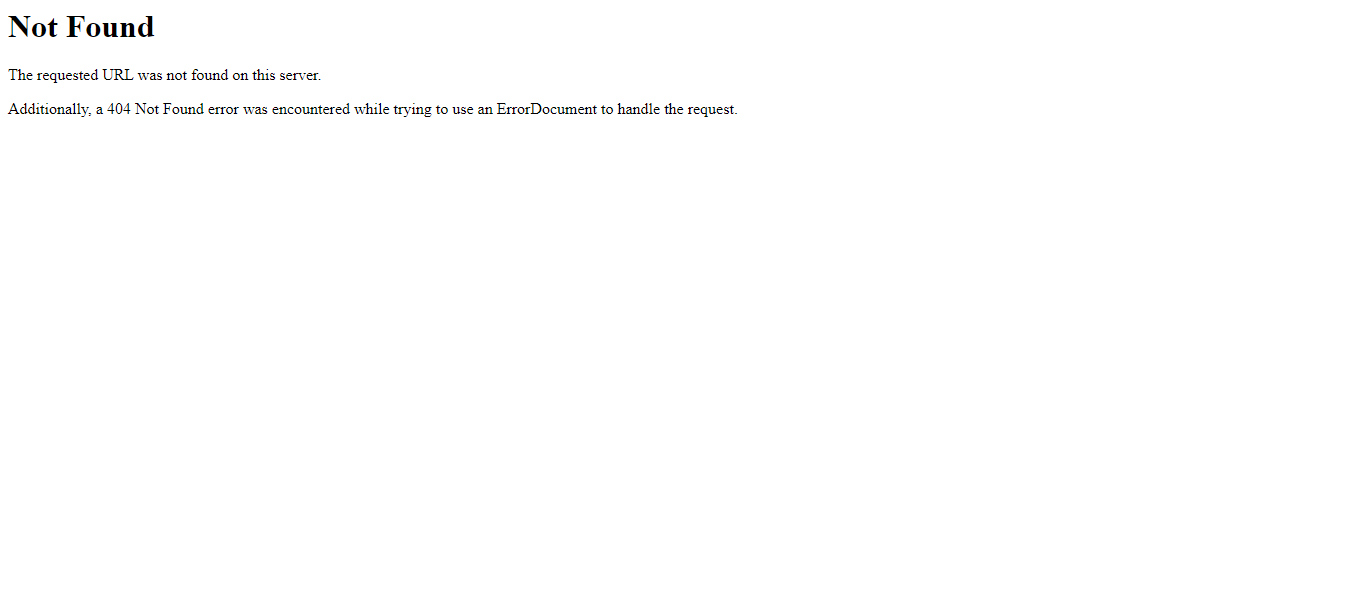 Not Found
The requested URL was not found on this server.
Additionally, a 404 Not Found error was encountered while trying to use an ErrorDocument to handle the request.